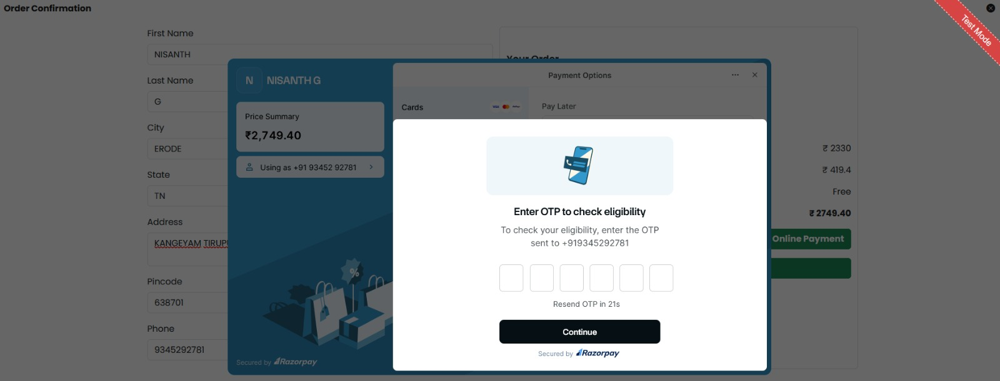 Order Confirmation
Test Mode
First Name
NISANTH
Last Name
G
City
ERODE
State
TN
Address
KANGEYAM TIRUP
Pincode
638701
Phone
9345292781
Your Order
₹ 2330
₹ 419.4
Free
₹ 2749.40
Online Payment
N NISANTH G
Price Summary
₹2,749.40
Using as +91 93452 92781
%
Secured by Razorpay
Payment Options
Cards
VISA
Pay Later
Enter OTP to check eligibility
To check your eligibility, enter the OTP
sent to +919345292781
Resend OTP in 21s
Continue
Secured by Razorpay